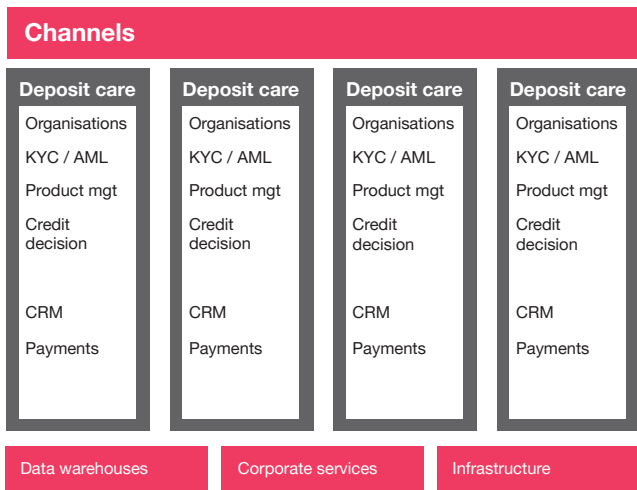 Channels
Deposit care
Organisations
KYC / AML
Product mgt
Credit
decision
CRM
Payments
Deposit care
Organisations
KYC / AML
Product mgt
Credit
decision
CRM
Payments
Deposit care
Organisations
KYC / AML
Product mgt
Credit
decision
CRM
Payments
Deposit care
Organisations
KYC / AML
Product mgt
Credit
decision
CRM
Payments
Data warehouses
Corporate services
Infrastructure